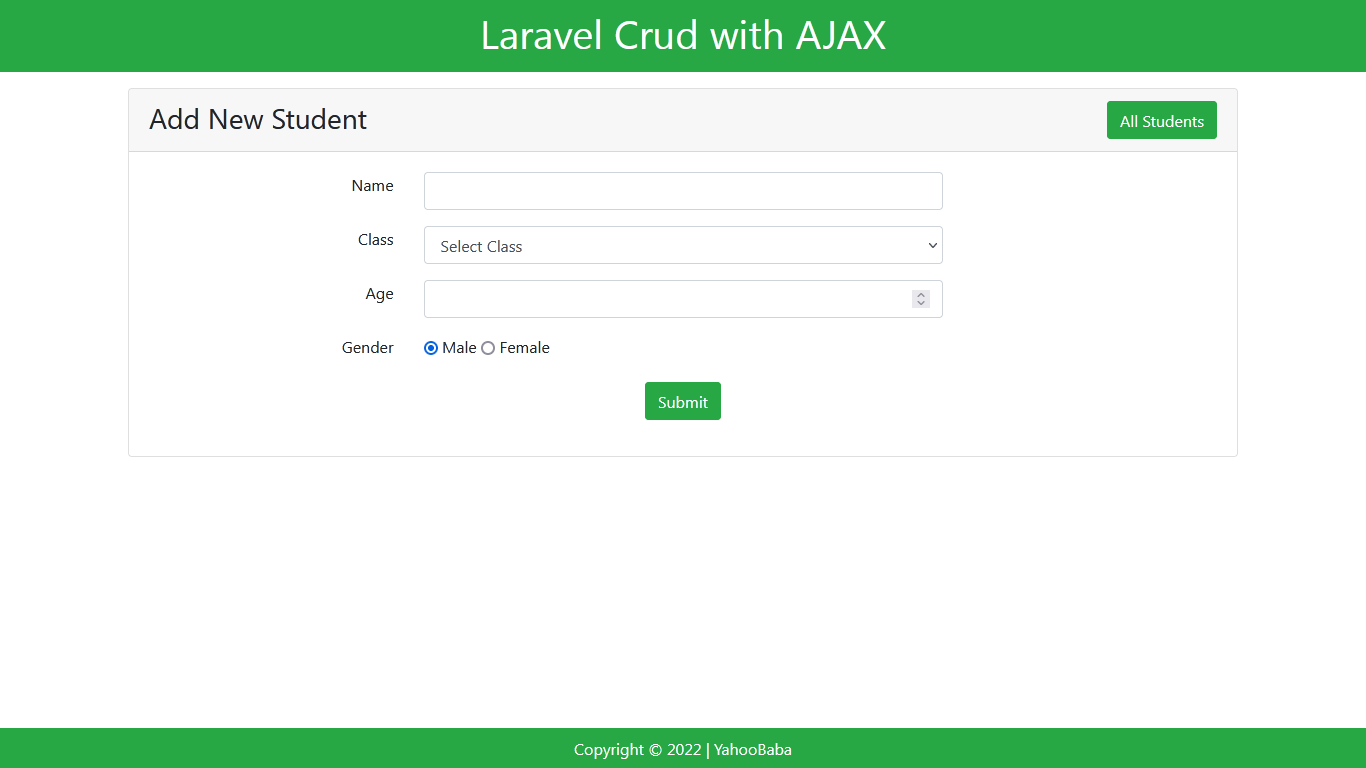 Laravel Crud with AJAX
Add New Student
All Students
Name
Class
Select Class
Age
Gender
Male Female
Submit
Copyright © 2022 | YahooBaba